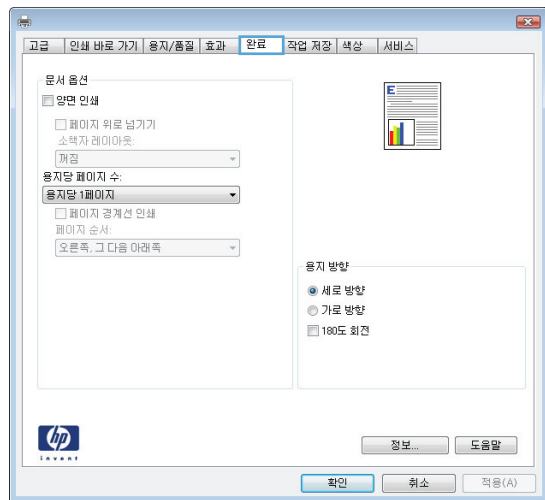 고급 인쇄 바로 가기 용지/품질 효과 완료 작업 저장 색상 서비스
문서 옵션
양면 인쇄
페이지 위로 넘기기
소책자 레이아웃:
꺼짐
용지당 페이지 수:
용지당 1페이지
페이지 경계선 인쇄
페이지 순서:
오른쪽, 그 다음 아래쪽
E
용지 방향
세로 방향
가로 방향
180도 회전
hp
invent
정보... 도움말
확인 취소 적용(A)